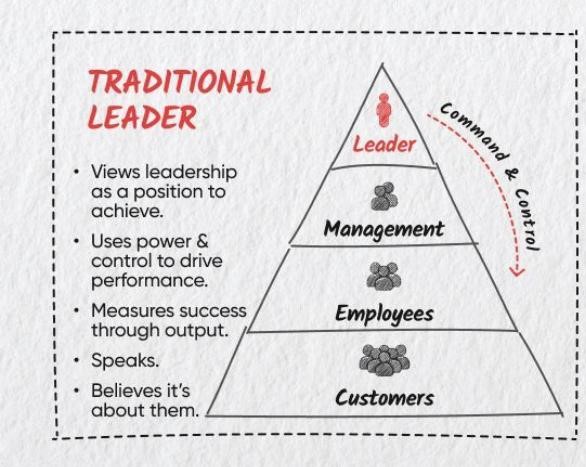 TRADITIONAL
LEADER
• Views leadership
as a position to
achieve.
• Uses power &
control to drive
performance.
• Measures success
through output.
• Speaks.
• Believes it's
about them.
Leader
Management
Employees
Customers
Command & Control